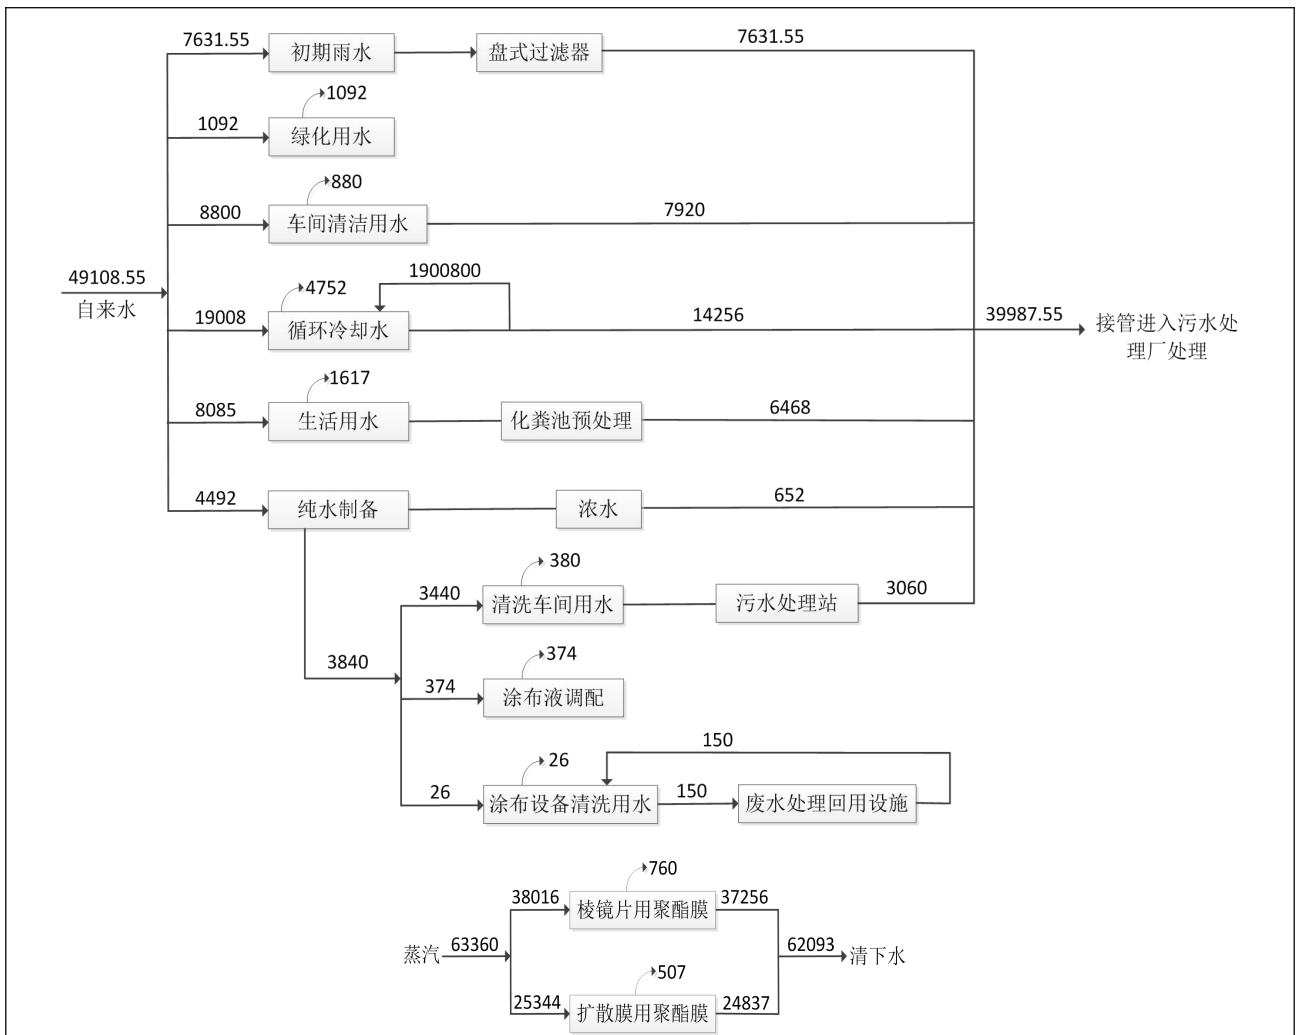 7631.55
初期雨水
盘式过滤器
7631.55
1092
1092
绿化用水
880
8800
车间清洁用水
7920
49108.55
自来水
4752
1900800
19008
循环冷却水
14256
39987.55
接管进入污水处
理厂处理
1617
8085
生活用水
化粪池预处理
6468
4492
纯水制备
浓水
652
380
3440
清洗车间用水
污水处理站
3060
3840
374
374
涂布液调配
150
26
26
涂布设备清洗用水
150
废水处理回用设施
760
38016
棱镜片用聚酯膜
37256
蒸汽
63360
62093
清下水
507
25344
扩散膜用聚酯膜
24837